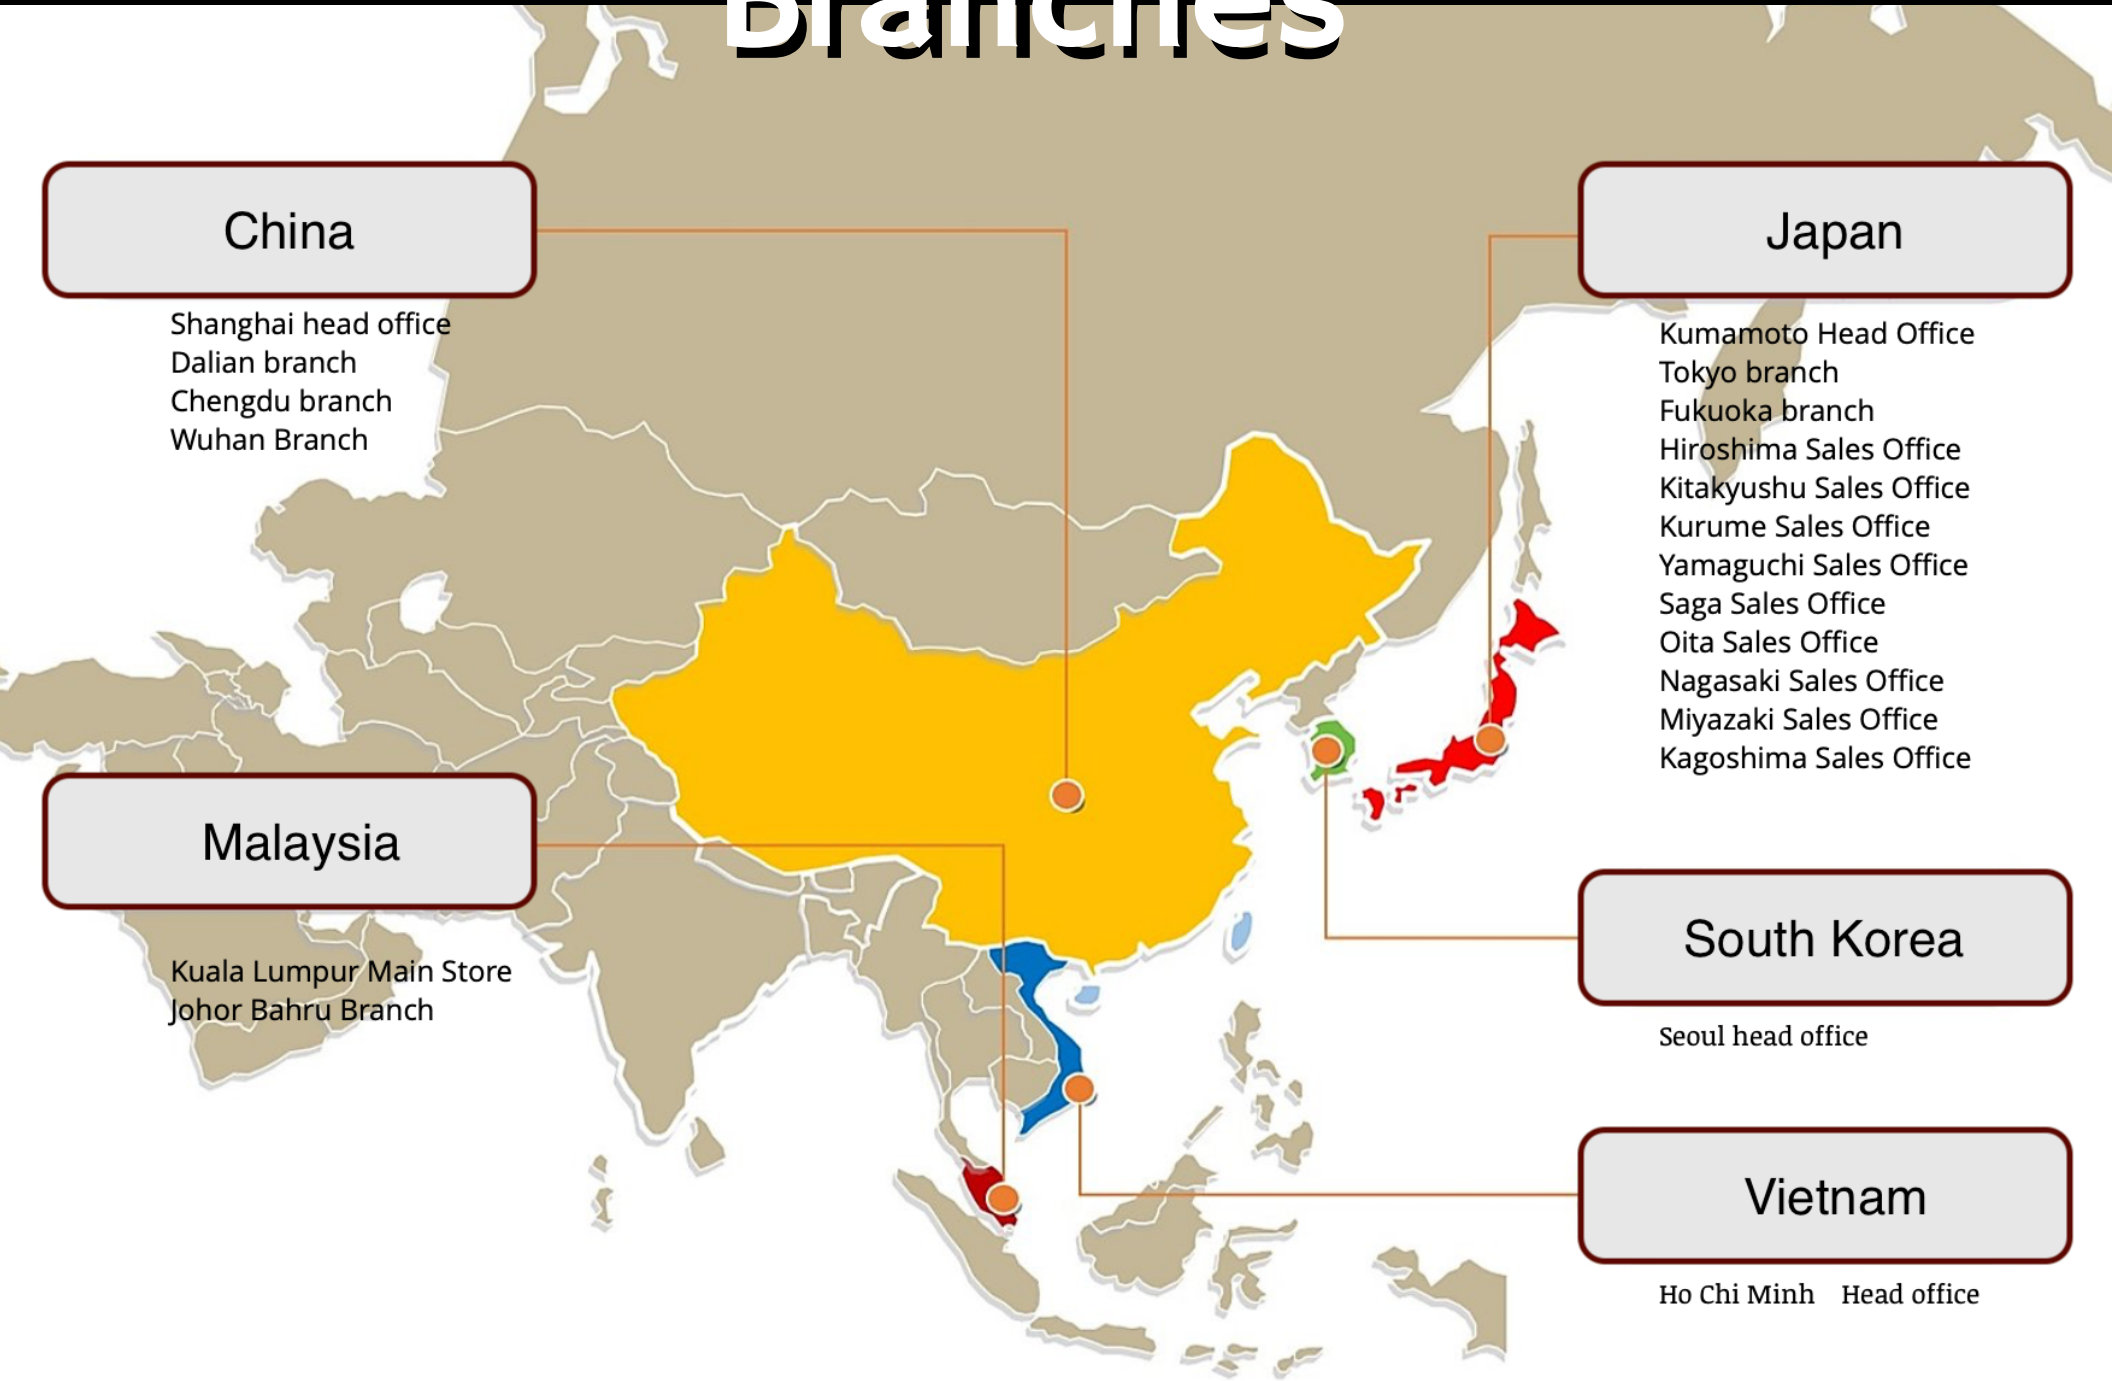 Branches
China
Shanghai head office
Dalian branch
Chengdu branch
Wuhan Branch
Japan
Kumamoto Head Office
Tokyo branch
Fukuoka branch
Hiroshima Sales Office
Kitakyushu Sales Office
Kurume Sales Office
Yamaguchi Sales Office
Saga Sales Office
Oita Sales Office
Nagasaki Sales Office
Miyazaki Sales Office
Kagoshima Sales Office
Malaysia
Kuala Lumpur Main Store
Johor Bahru Branch
South Korea
Seoul head office
Vietnam
Ho Chi Minh Head office